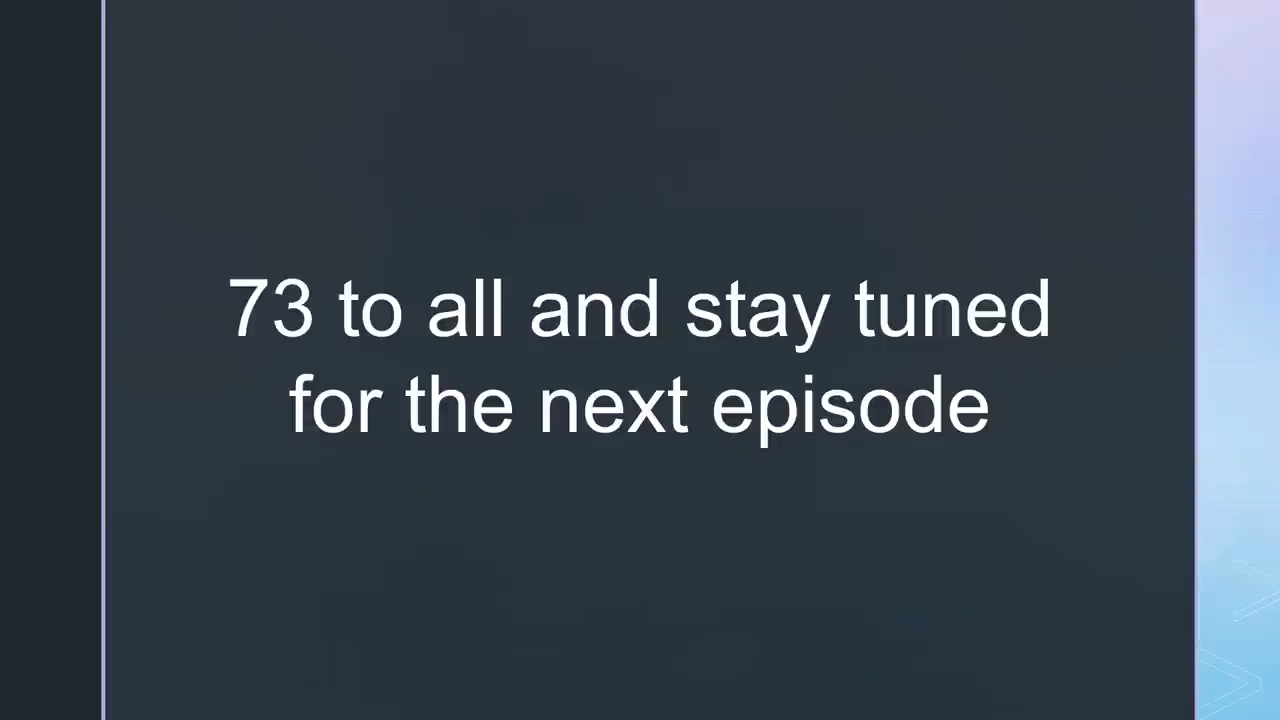 73 to all and stay tuned
for the next episode